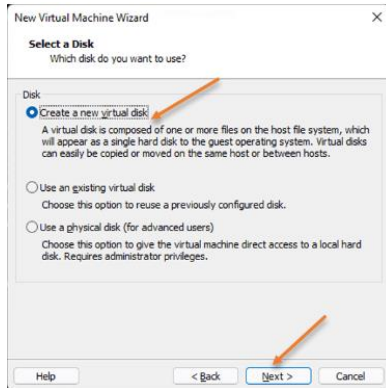 New Virtual Machine Wizard
Select a Disk
Which disk do you want to use?
Disk
Create a new virtual disk
A virtual disk is composed of one or more files on the host file system, which
will appear as a single hard disk to the guest operating system. Virtual disks
can easily be copied or moved on the same host or between hosts.
Use an existing virtual disk
Choose this option to reuse a previously configured disk.
Use a physical disk (for advanced users)
Choose this option to give the virtual machine direct access to a local hard
disk. Requires administrator privileges.
Help < Back Next > Cancel